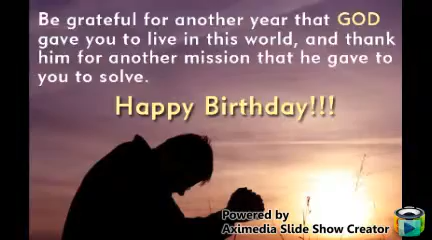 Be grateful for another year that GOD
gave you to live in this world, and thank
him for another mission that he gave to
you to solve.
Happy Birthday!!!
Powered by
Aximedia Slide Show Creator